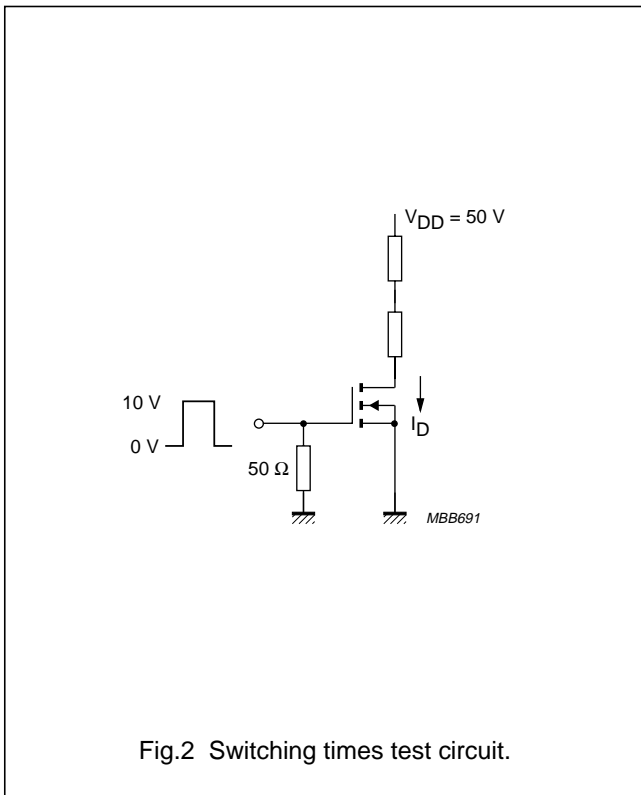 V_DD = 50 V
10 V
0 V
I_D
50 Ω
MBB691
Fig.2 Switching times test circuit.